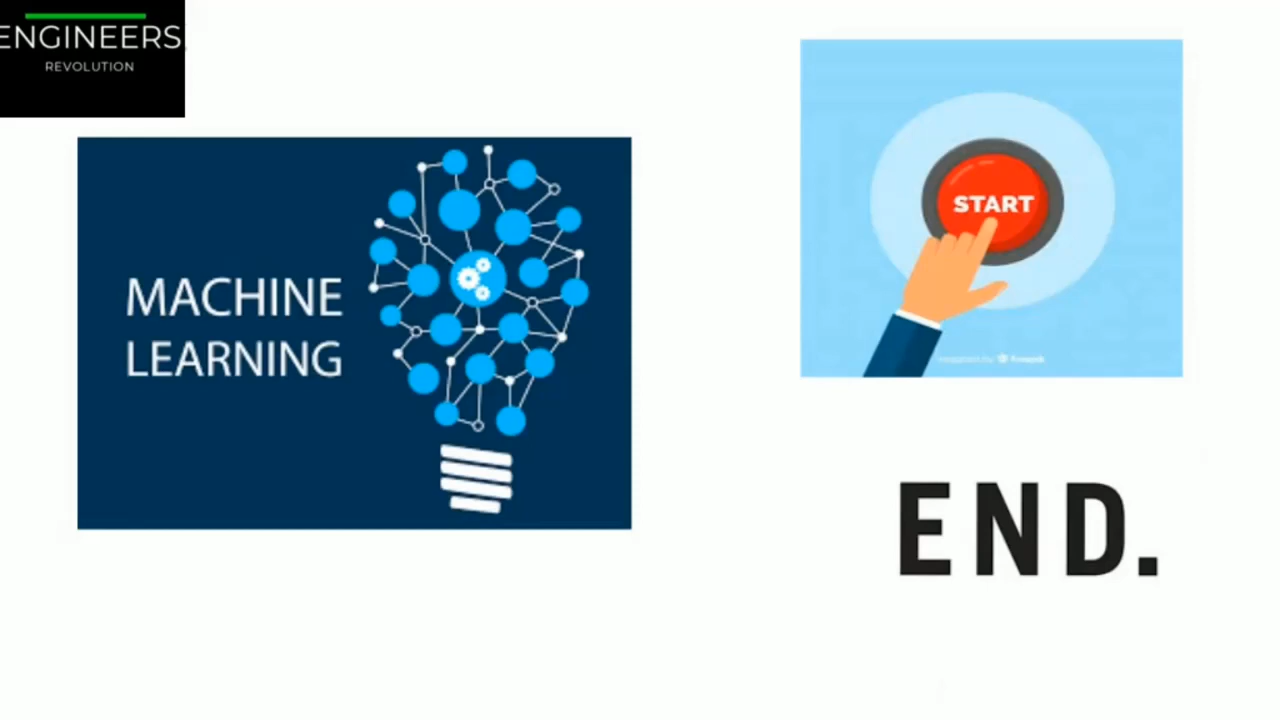 ENGINEERS
REVOLUTION
MACHINE
LEARNING
START
END.